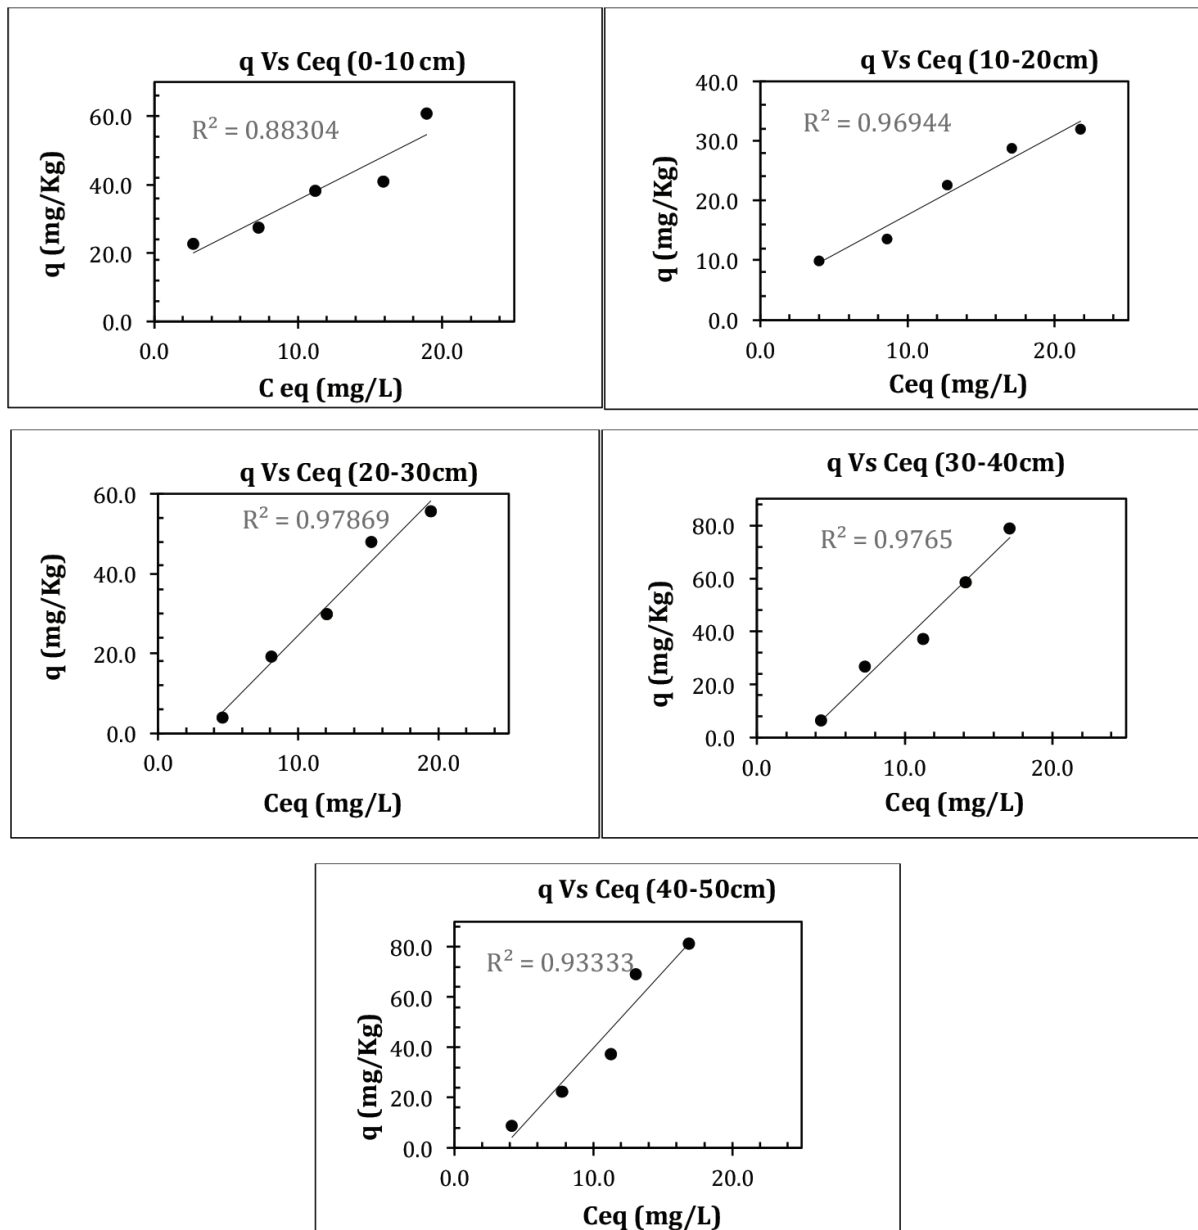 q Vs Ceq (0-10 cm)
R² = 0.88304
60.0
40.0
20.0
0.0
q (mg/Kg)
0.0 10.0 20.0
C eq (mg/L)
q Vs Ceq (10-20cm)
R² = 0.96944
40.0
30.0
20.0
10.0
0.0
q (mg/Kg)
0.0 10.0 20.0
Ceq (mg/L)
q Vs Ceq (20-30cm)
R² = 0.97869
60.0
40.0
20.0
0.0
q (mg/Kg)
0.0 10.0 20.0
Ceq (mg/L)
q Vs Ceq (30-40cm)
R² = 0.9765
80.0
60.0
40.0
20.0
0.0
q (mg/Kg)
0.0 10.0 20.0
Ceq (mg/L)
q Vs Ceq (40-50cm)
R² = 0.93333
80.0
60.0
40.0
20.0
0.0
q (mg/Kg)
0.0 10.0 20.0
Ceq (mg/L)